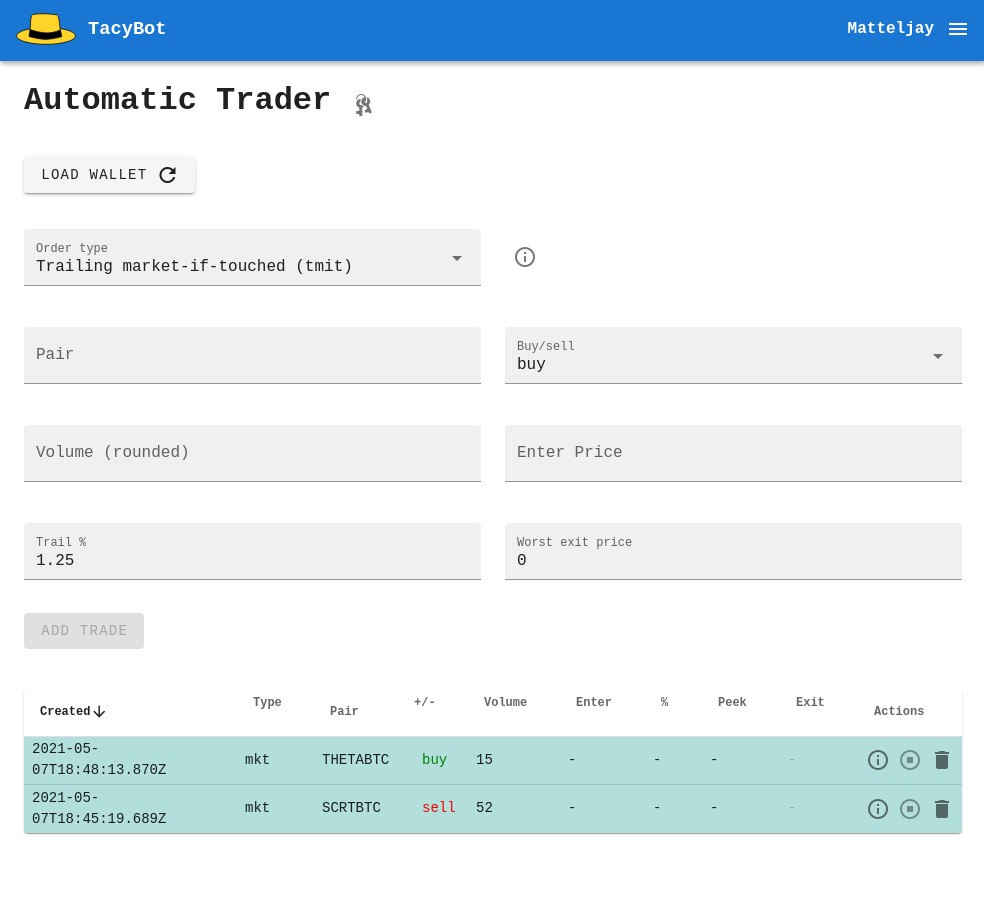 TacyBot
Matteljay
Automatic Trader
LOAD WALLET
Order type
Trailing market-if-touched (tmit)
Pair
Buy/sell
buy
Volume (rounded)
Enter Price
Trail %
1.25
Worst exit price
0
ADD TRADE
Created Type Pair +/- Volume Enter % Peek Exit Actions
2021-05-
07T18:48:13.870Z mkt THETABTC buy 15 - - - -
2021-05-
07T18:45:19.689Z mkt SCRTBTC sell 52 - - - -